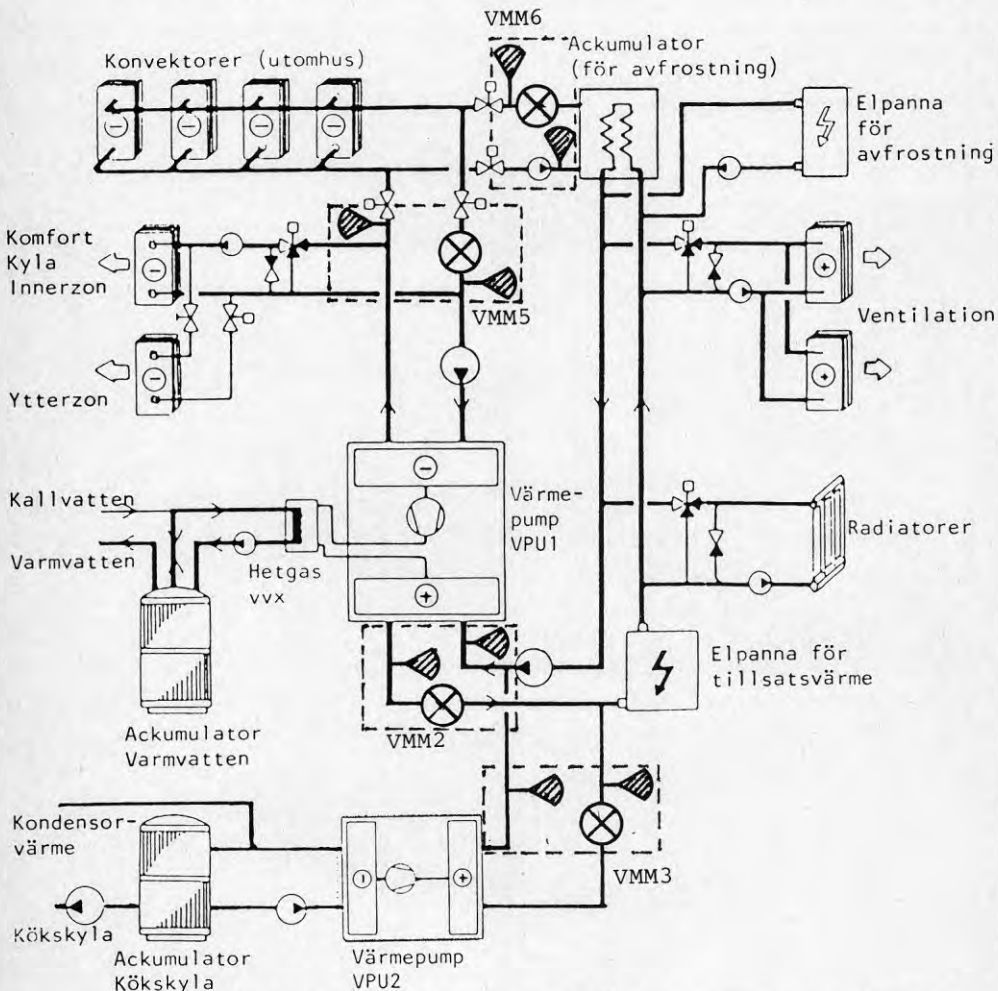 VMM6
Konvektorer (utomhus)
Ackumulator
(för avfrostning)
Elpanna
för
avfrostning
Komfort
Kyla
Innerzon
VMM5
Ventilation
Ytterzon
Kallvatten
Varmvatten
Hetgas
vvx
Värme-
pump
VPU1
Radiatorer
Elpanna för
tillsatsvärme
Ackumulator
Varmvatten
VMM2
Kondensor-
värme
VMM3
Kökskyla
Ackumulator
Kökskyla
Värmepump
VPU2